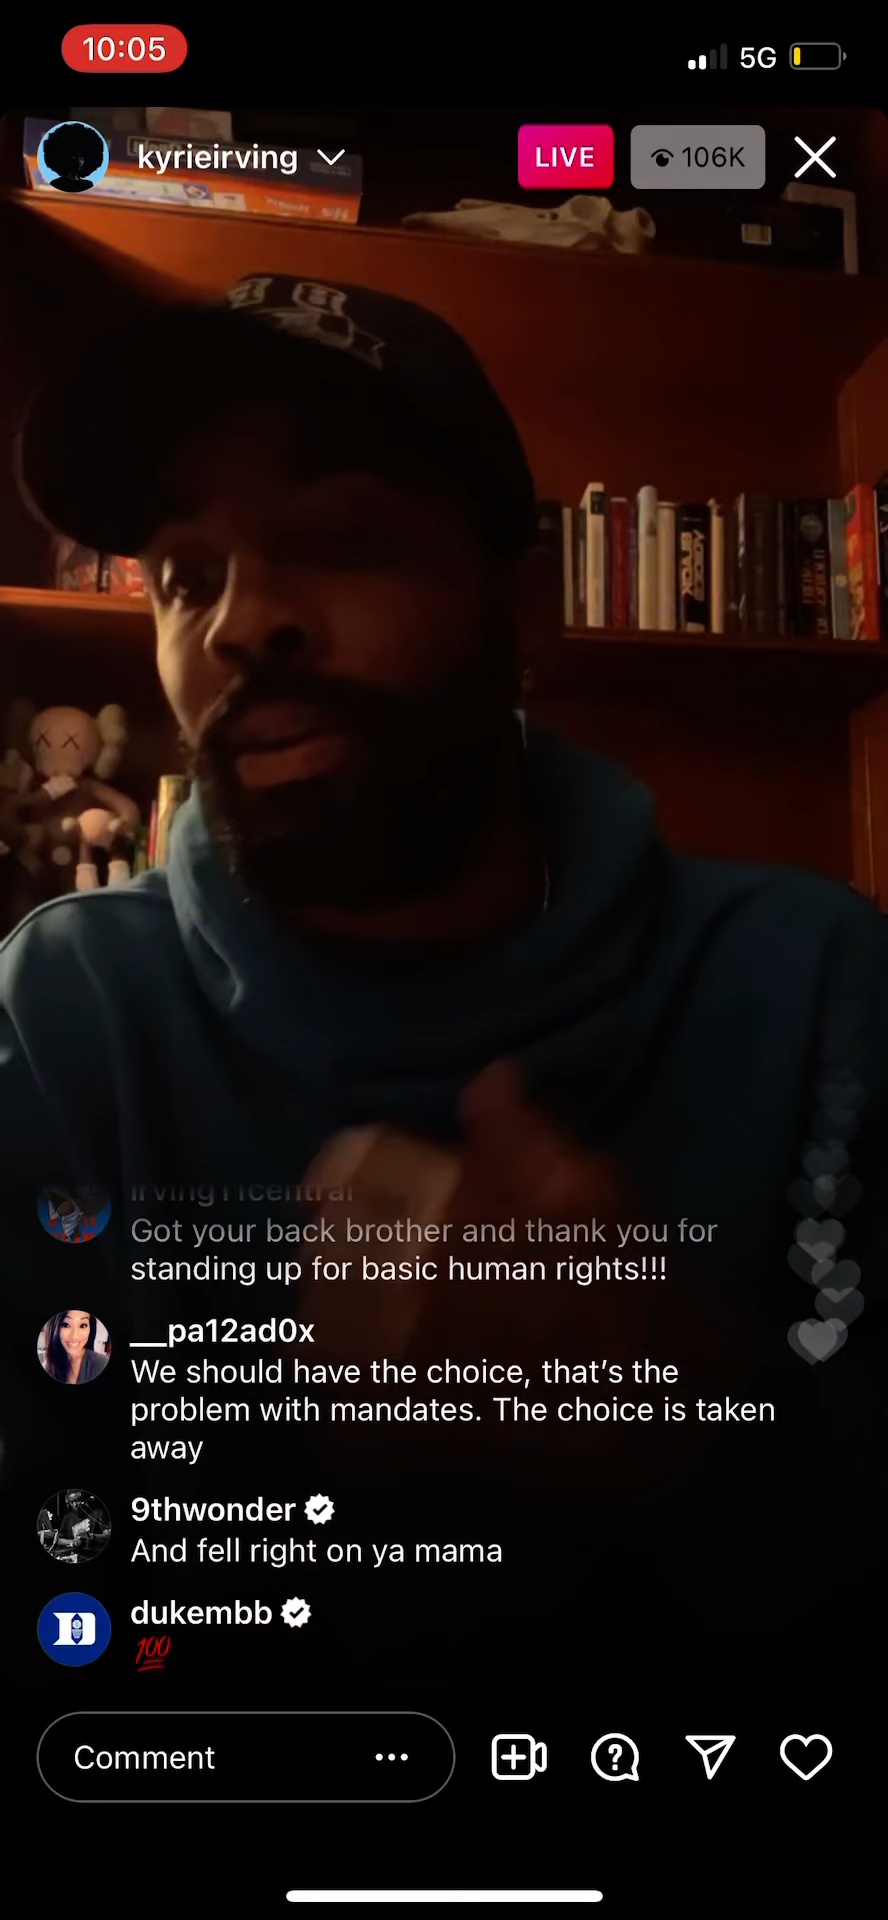 10:05
5G
kyrieirving
LIVE
106K
Got your back brother and thank you for
standing up for basic human rights!!!
__pa12ad0x
We should have the choice, that's the
problem with mandates. The choice is taken
away
9thwonder
And fell right on ya mama
dukembb
💯
Comment